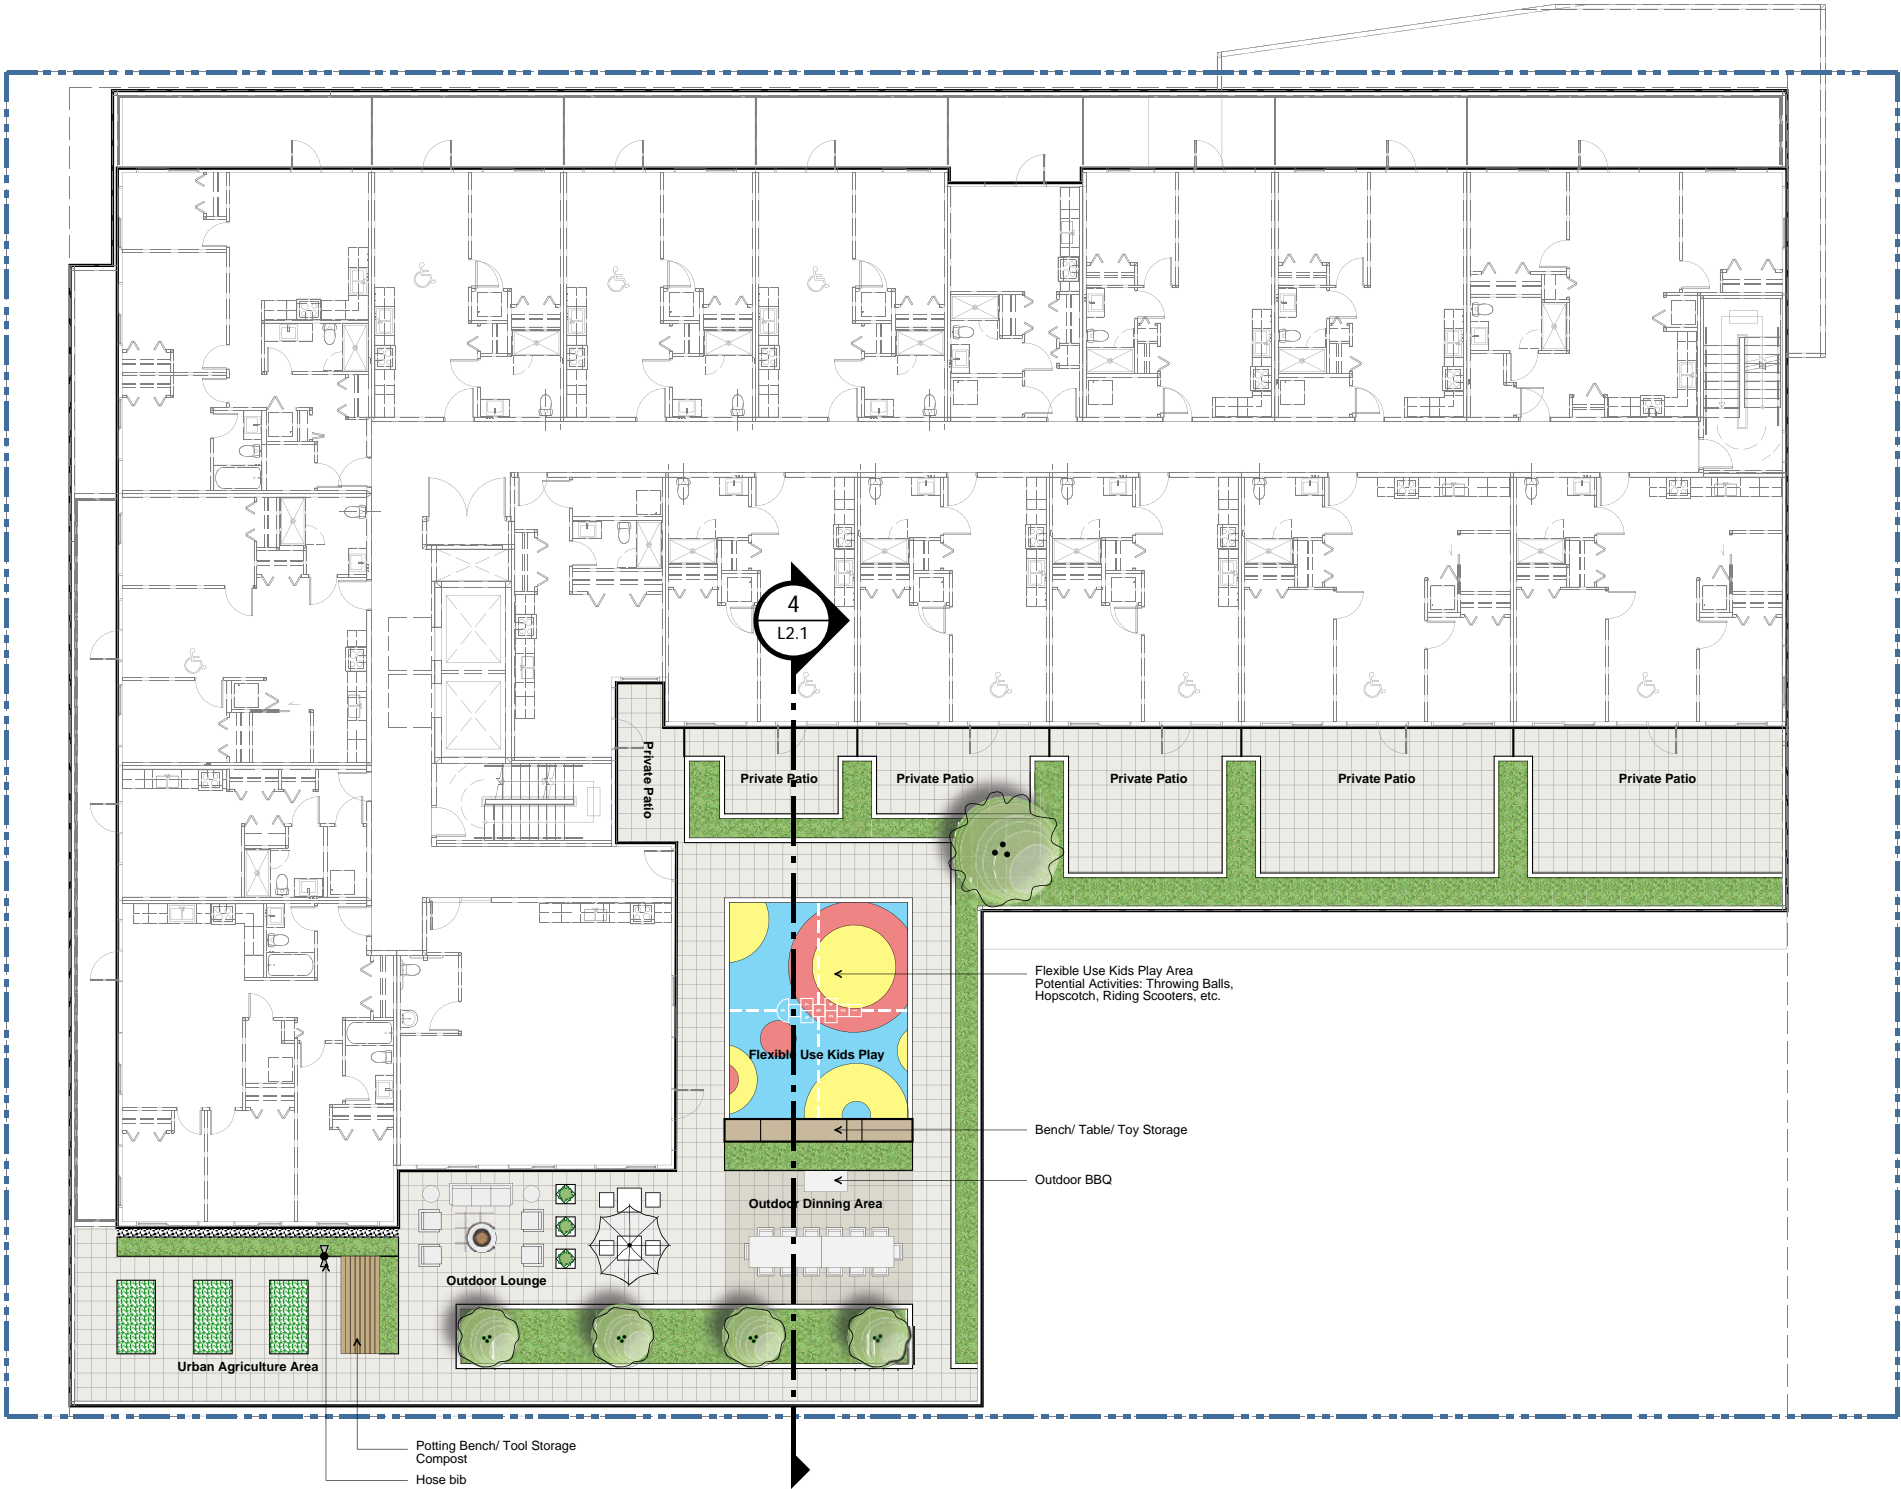 4
L2.1
Private Patio
Private Patio
Private Patio
Private Patio
Private Patio
Private Patio
Flexible Use Kids Play Area
Potential Activities: Throwing Balls,
Hopscotch, Riding Scooters, etc.
Flexible Use Kids Play
Bench/ Table/ Toy Storage
Outdoor BBQ
Outdoor Dinning Area
Outdoor Lounge
Urban Agriculture Area
Potting Bench/ Tool Storage
Compost
Hose bib